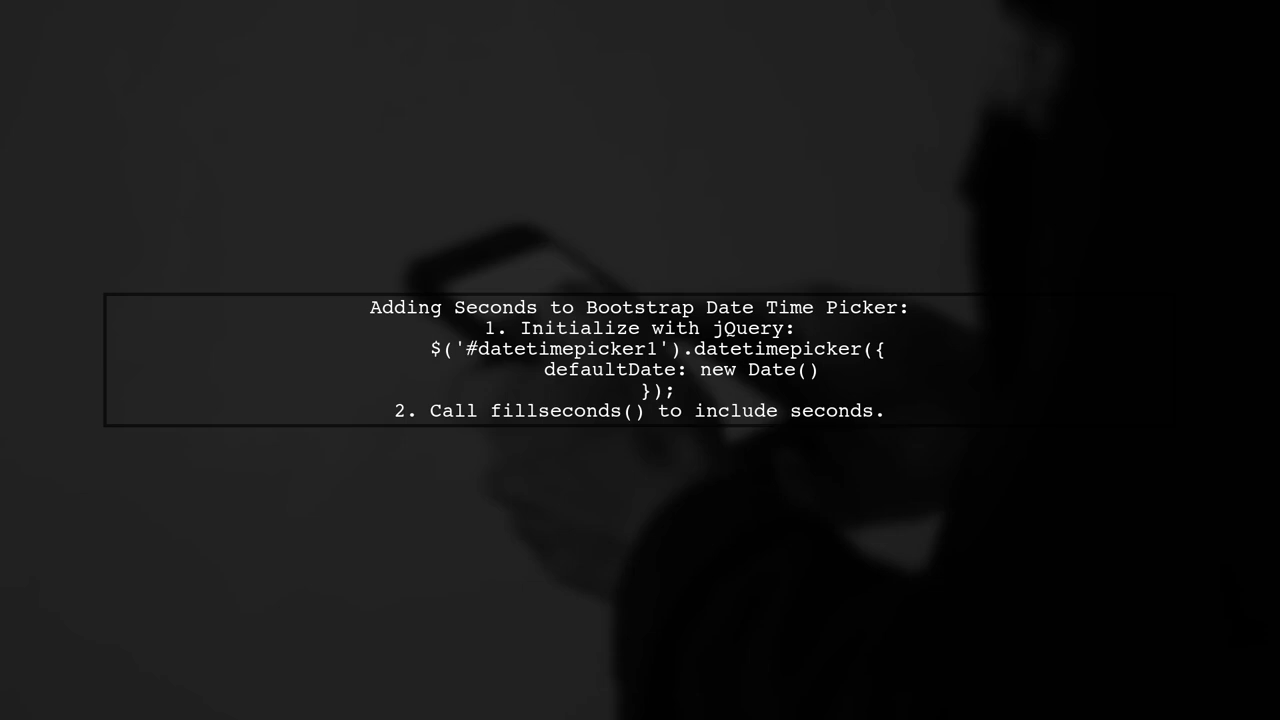 Adding Seconds to Bootstrap Date Time Picker:
1. Initialize with jQuery:
$('#datetimepicker1').datetimepicker({
defaultDate: new Date()
});
2. Call fillseconds() to include seconds.